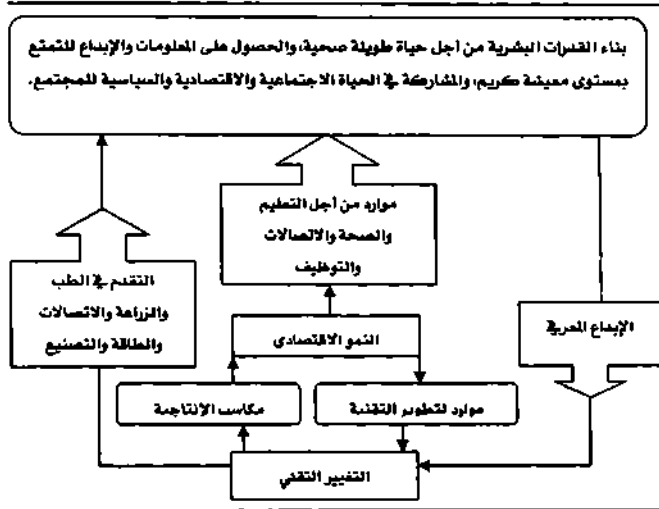 بناء القدرات البشرية من أجل حياة طويلة صحية، والحصول على المعلومات والإبداع للتمتع
بمستوى معيشة كريم، والمشاركة في الحياة الاجتماعية والاقتصادية والسياسية للمجتمع.
موارد من أجل التعليم
والصحة والاتصالات
والتوظيف
التقدم في الطب
والزراعة والاتصالات
والطاقة والتصنيع
الإبداع المعرفي
النمو الاقتصادي
موارد لتطوير التقنية
مكاسب الإنتاجية
التغيير التقني